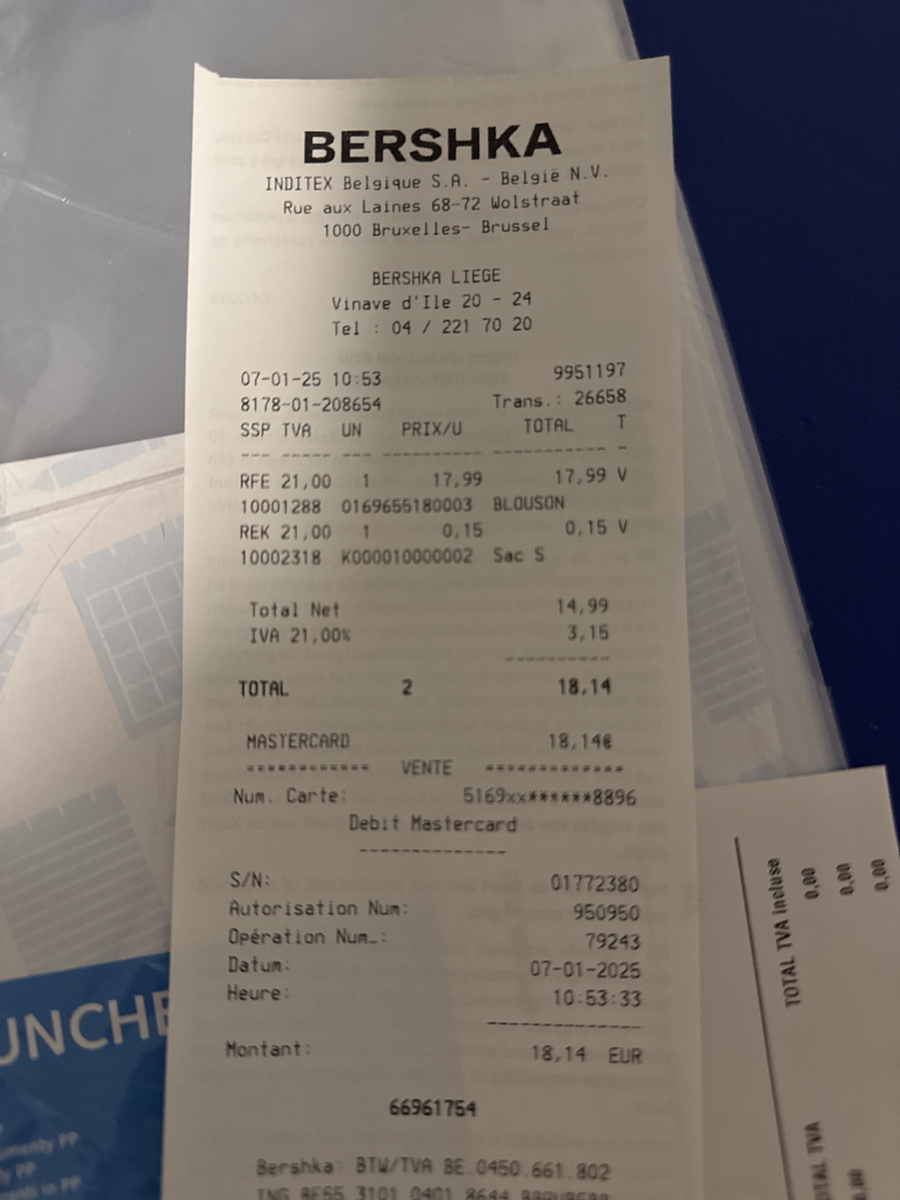 BERSHKA
INDITEX Belgique S.A. - België N.V.
Rue aux Laines 68-72 Wolstraat
1000 Bruxelles- Brussel
BERSHKA LIEGE
Vinave d'Ile 20 - 24
Tel : 04 / 221 70 20
07-01-25 10:53 9951197
8178-01-208654 Trans.: 26658
SSP TVA UN PRIX/U TOTAL T
--- ----- --- ---------- ----------- -
RFE 21,00 1 17,99 17,99 V
10001288 0169655180003 BLOUSON
REK 21,00 1 0,15 0,15 V
10002318 K000010000002 Sac S
Total Net 14,99
IVA 21,00% 3,15
----------
TOTAL 2 18,14
MASTERCARD 18,14€
============ VENTE =============
Num. Carte: 5169xx******8896
Debit Mastercard
--------------
S/N: 01772380
Autorisation Num: 950950
Opération Num.: 79243
Datum: 07-01-2025
Heure: 10:53:33
--------------
Montant: 18,14 EUR
66961754
Bershka: BTW/TVA BE.0450.661.802
TOTAL TVA incluse
0,00
0,00
0,00
UNCHE